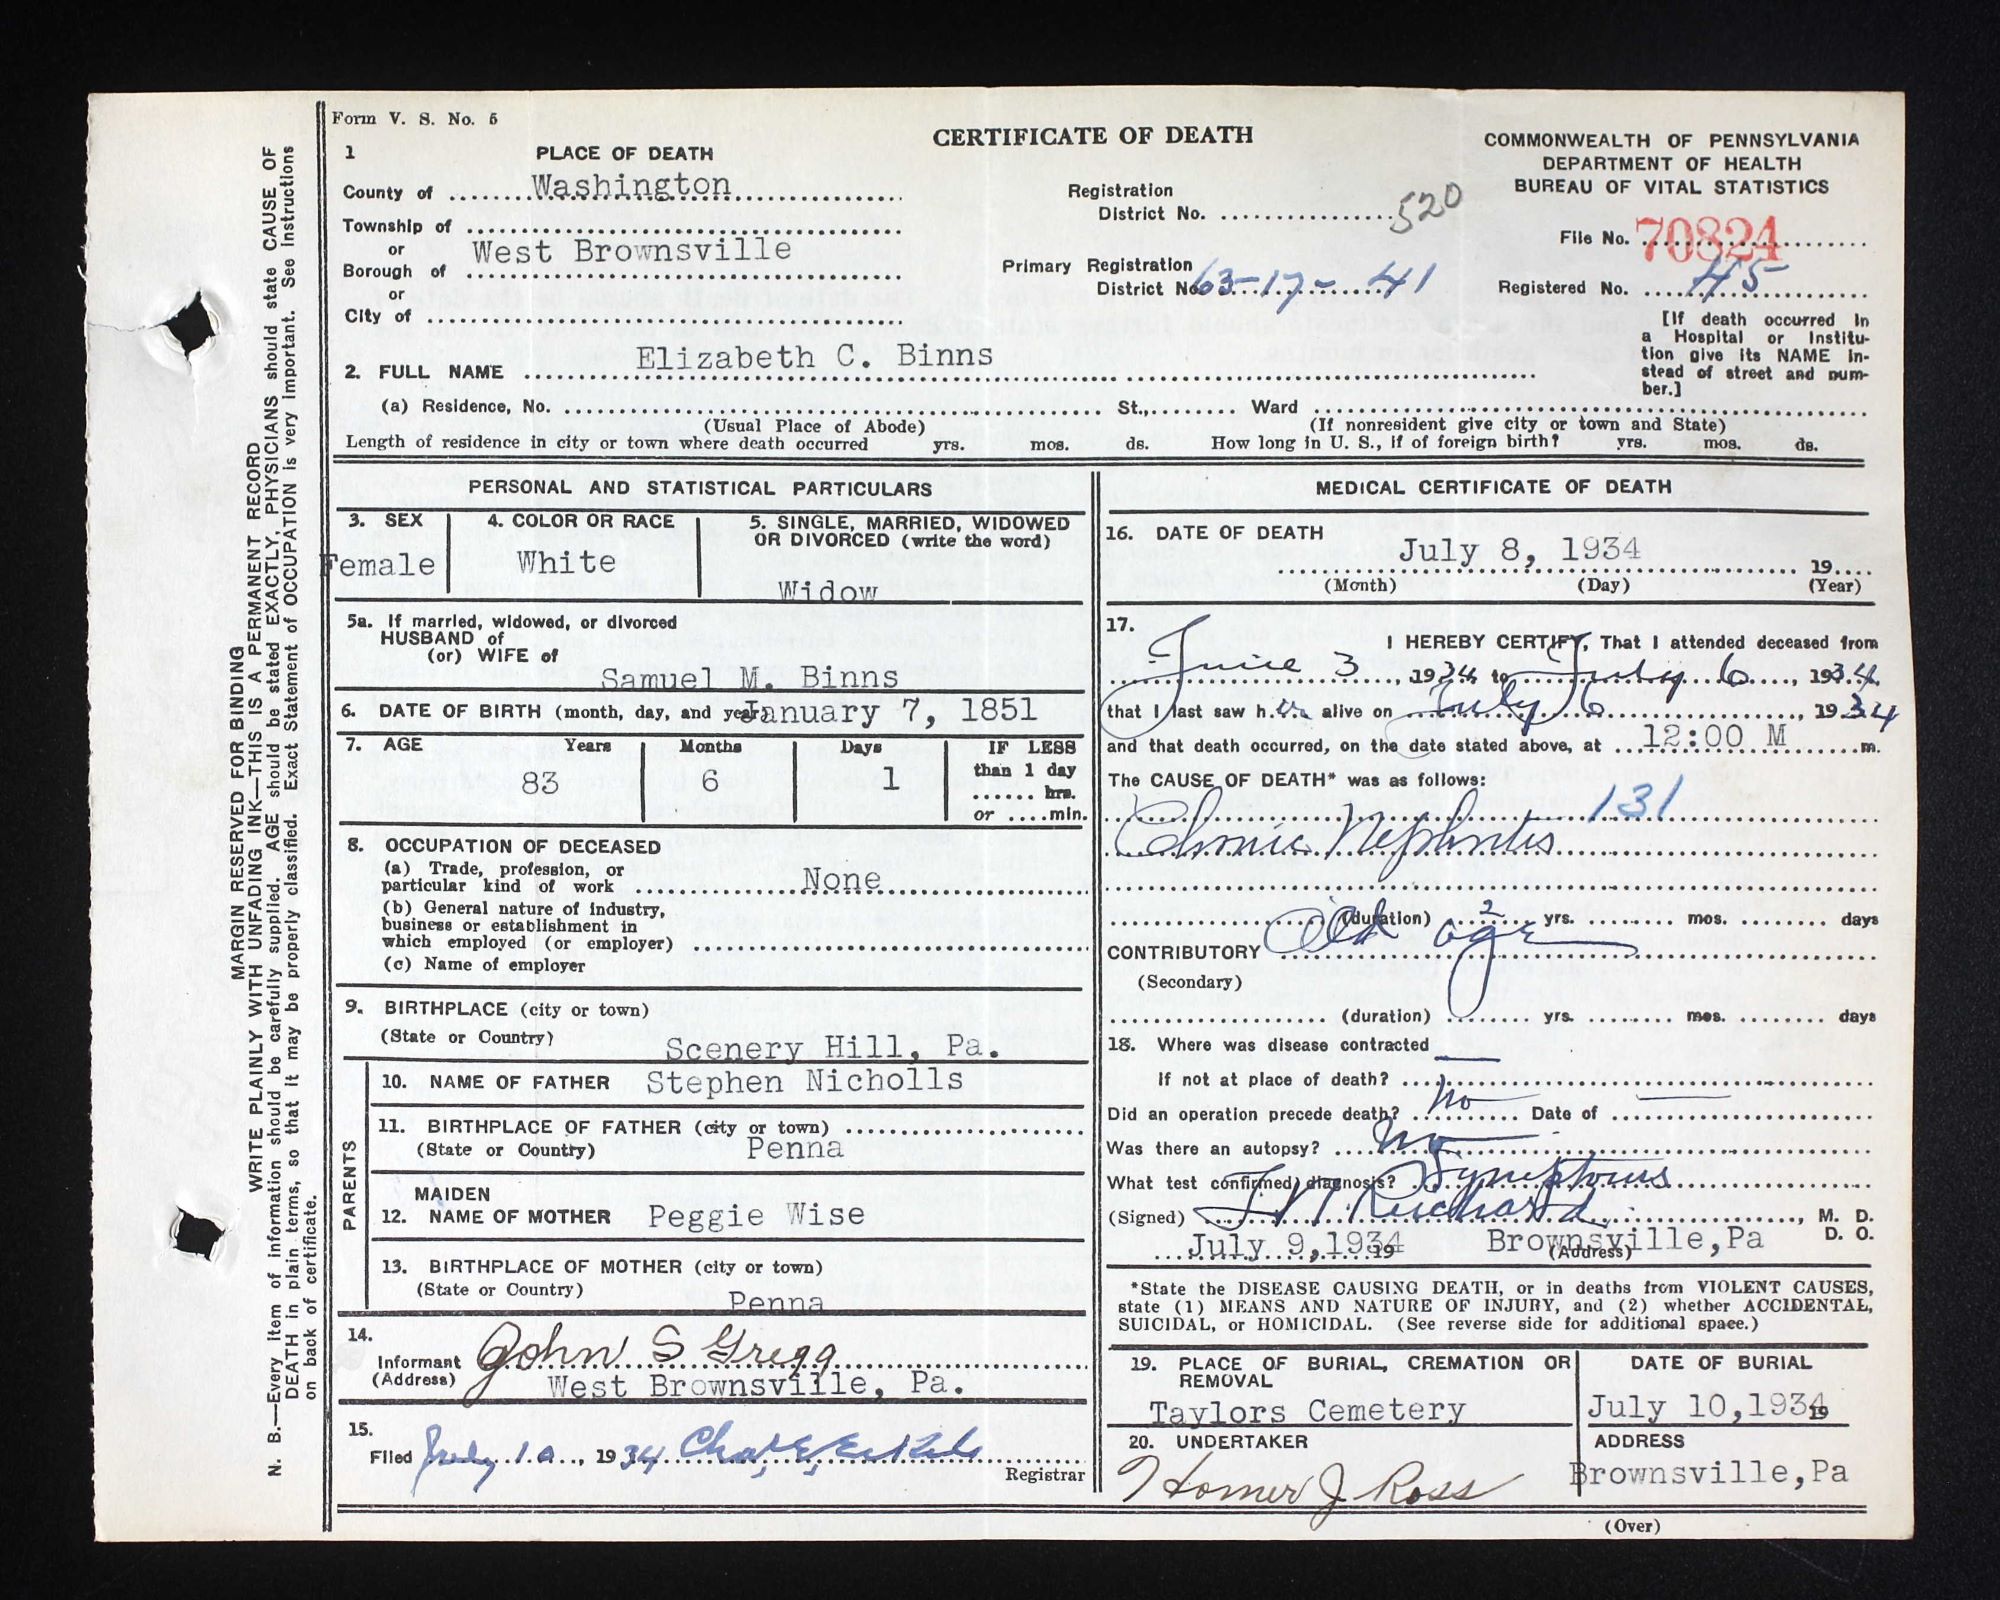 Form V. S. No. 5
CERTIFICATE OF DEATH
COMMONWEALTH OF PENNSYLVANIA
DEPARTMENT OF HEALTH
BUREAU OF VITAL STATISTICS
File No. 70824
Registered No. 45
[If death occurred in
a Hospital or Institu-
tion give its NAME in-
stead of street and num-
ber.]
1 PLACE OF DEATH
County of Washington
Registration
District No. 520
Township of
or West Brownsville
Borough of
or
City of
Primary Registration
District No. 63-17-41
2. FULL NAME Elizabeth C. Binns
(a) Residence, No. St., Ward
(Usual Place of Abode) (If nonresident give city or town and State)
Length of residence in city or town where death occurred yrs. mos. ds. How long in U. S., if of foreign birth? yrs. mos. ds.
PERSONAL AND STATISTICAL PARTICULARS
3. SEX
Female
4. COLOR OR RACE
White
5. SINGLE, MARRIED, WIDOWED
OR DIVORCED (write the word)
Widow
5a. If married, widowed, or divorced
HUSBAND of
(or) WIFE of
Samuel M. Binns
6. DATE OF BIRTH (month, day, and year) January 7, 1851
7. AGE Years Months Days IF LESS
than 1 day
83 6 1
...... hrs.
or ....min.
8. OCCUPATION OF DECEASED
(a) Trade, profession, or
particular kind of work None
(b) General nature of industry,
business or establishment in
which employed (or employer)
(c) Name of employer
9. BIRTHPLACE (city or town)
(State or Country) Scenery Hill, Pa.
PARENTS
10. NAME OF FATHER Stephen Nicholls
11. BIRTHPLACE OF FATHER (city or town)
(State or Country) Penna
MAIDEN
12. NAME OF MOTHER Peggie Wise
13. BIRTHPLACE OF MOTHER (city or town)
(State or Country) Penna
14.
Informant John S Gregg
(Address) West Brownsville, Pa.
15.
Filed July 10, 1934 Chas. E.
Registrar
MEDICAL CERTIFICATE OF DEATH
16. DATE OF DEATH
July 8, 1934 19....
(Month) (Day) (Year)
17.
I HEREBY CERTIFY, That I attended deceased from
June 3, 1934 to July 6, 1934
that I last saw her alive on July 6, 1934
and that death occurred, on the date stated above, at 12:00 M m.
The CAUSE OF DEATH* was as follows:
131
Chronic Nephritis
(duration) 2 yrs. mos. days
CONTRIBUTORY Old age
(Secondary)
(duration) yrs. mos. days
18. Where was disease contracted
If not at place of death?
Did an operation precede death? No Date of
Was there an autopsy? No
What test confirmed diagnosis? Symptoms
(Signed) Reichard, M. D.
D. O.
July 9, 1934 19 Brownsville, Pa
(Address)
*State the DISEASE CAUSING DEATH, or in deaths from VIOLENT CAUSES,
state (1) MEANS AND NATURE OF INJURY, and (2) whether ACCIDENTAL,
SUICIDAL, or HOMICIDAL. (See reverse side for additional space.)
19. PLACE OF BURIAL, CREMATION OR
REMOVAL
Taylors Cemetery
DATE OF BURIAL
July 10, 1934 19
20. UNDERTAKER
Homer J. Ross
ADDRESS
Brownsville, Pa
(Over)
MARGIN RESERVED FOR BINDING
WRITE PLAINLY WITH UNFADING INK—THIS IS A PERMANENT RECORD
N. B.—Every item of information should be carefully supplied. AGE should be stated EXACTLY. PHYSICIANS should state CAUSE OF
DEATH in plain terms, so that it may be properly classified. Exact Statement of OCCUPATION is very important. See instructions
on back of certificate.